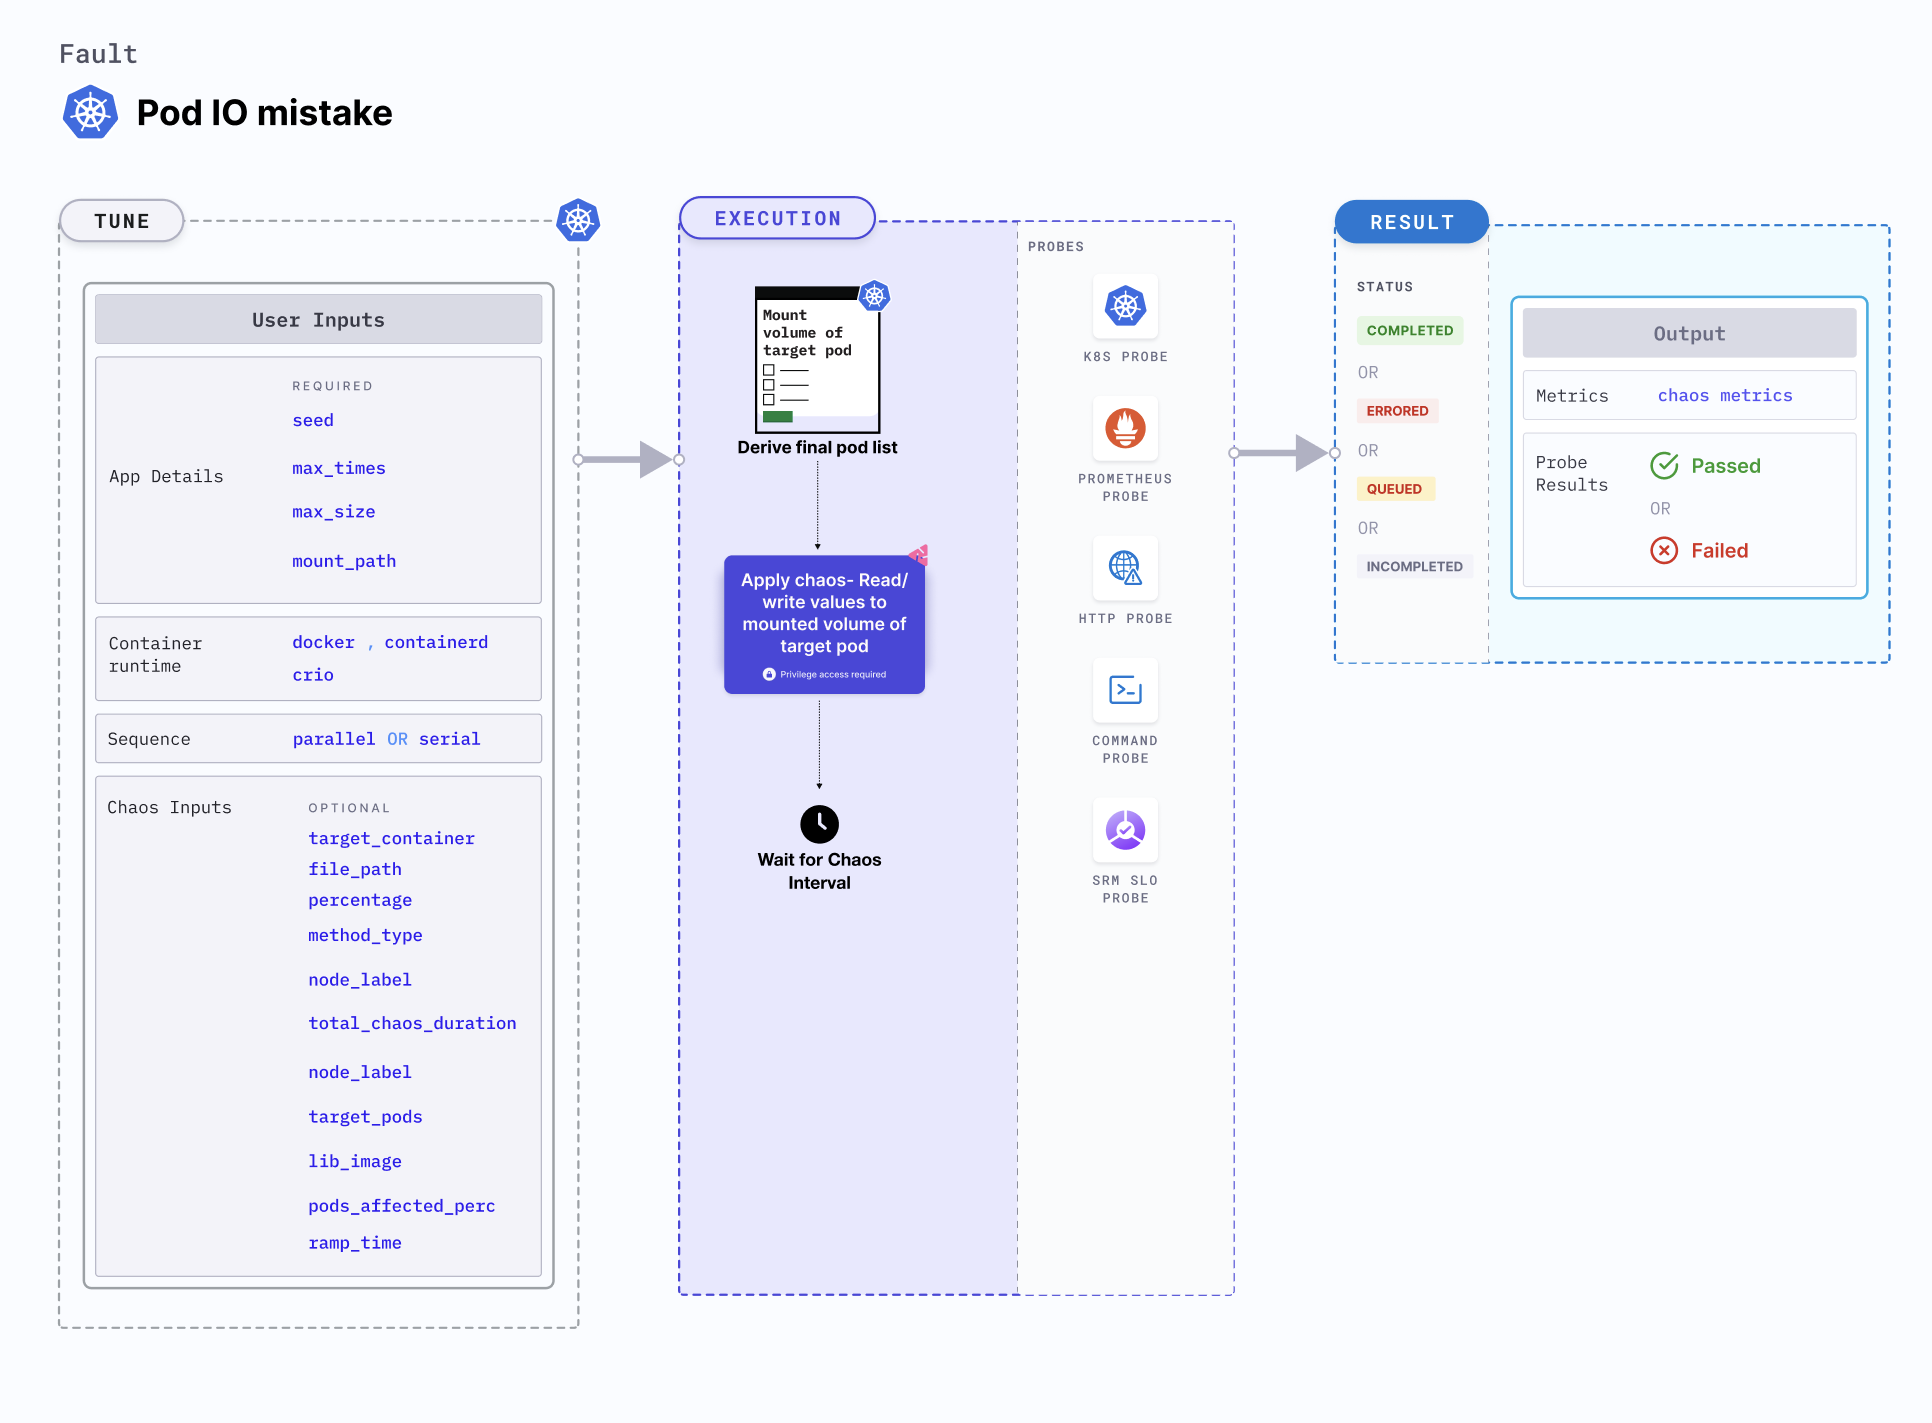 Fault
Pod IO mistake
TUNE
User Inputs
App Details
REQUIRED
seed
max_times
max_size
mount_path
Container
runtime
docker , containerd
crio
Sequence
parallel OR serial
Chaos Inputs
OPTIONAL
target_container
file_path
percentage
method_type
node_label
total_chaos_duration
node_label
target_pods
lib_image
pods_affected_perc
ramp_time
EXECUTION
Mount
volume of
target pod
Derive final pod list
Apply chaos- Read/
write values to
mounted volume of
target pod
Privilege access required
Wait for Chaos
Interval
PROBES
K8S PROBE
PROMETHEUS
PROBE
HTTP PROBE
COMMAND
PROBE
SRM SLO
PROBE
RESULT
STATUS
COMPLETED
OR
ERRORED
OR
QUEUED
OR
INCOMPLETED
Output
Metrics
chaos metrics
Probe
Results
Passed
OR
Failed